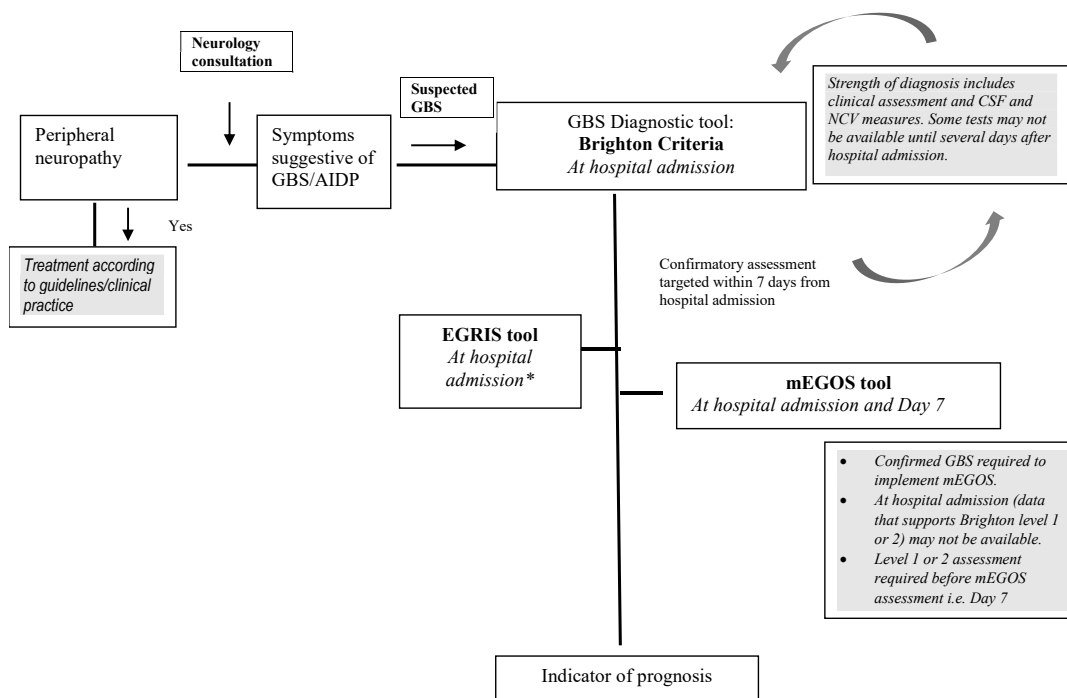 Neurology
consultation
Suspected
GBS
Peripheral
neuropathy
Symptoms
suggestive of
GBS/AIDP
GBS Diagnostic tool:
Brighton Criteria
At hospital admission
Strength of diagnosis includes
clinical assessment and CSF and
NCV measures. Some tests may not
be available until several days after
hospital admission.
Yes
Treatment according
to guidelines/clinical
practice
Confirmatory assessment
targeted within 7 days from
hospital admission
EGRIS tool
At hospital
admission*
mEGOS tool
At hospital admission and Day 7
• Confirmed GBS required to
implement mEGOS.
• At hospital admission (data
that supports Brighton level 1
or 2) may not be available.
• Level 1 or 2 assessment
required before mEGOS
assessment i.e. Day 7
Indicator of prognosis